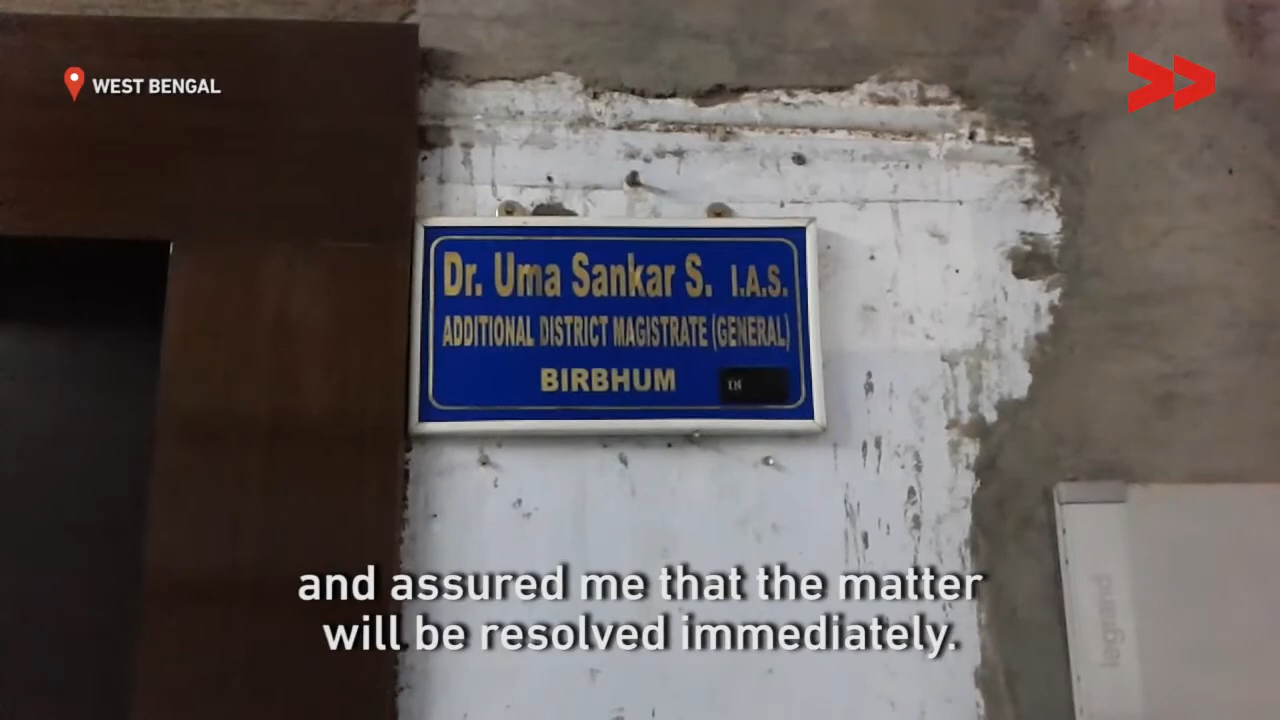 WEST BENGAL
Dr. Uma Sankar S. I.A.S.
ADDITIONAL DISTRICT MAGISTRATE (GENERAL)
BIRBHUM
IN
legrand
and assured me that the matter
will be resolved immediately.